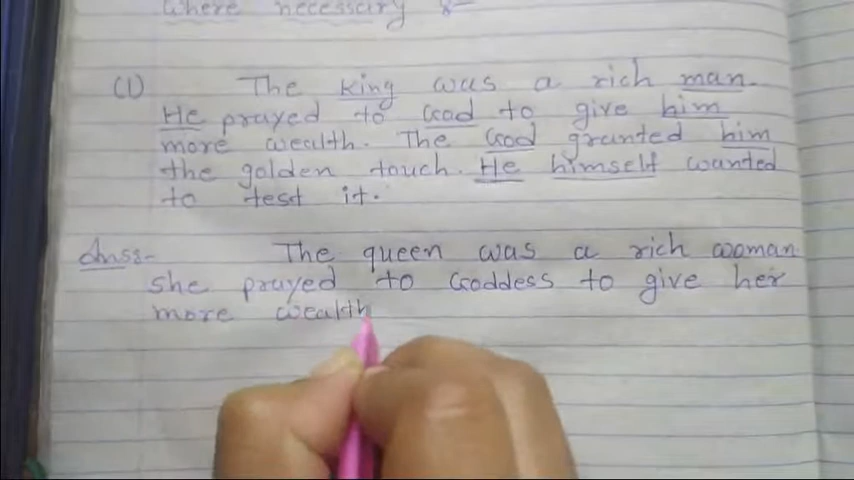 where necessary :-
(1) The king was a rich man.
He prayed to God to give him
more wealth. The God granted him
the golden touch. He himself wanted
to test it.
Anss- The queen was a rich woman.
she prayed to Goddess to give her
more wealth